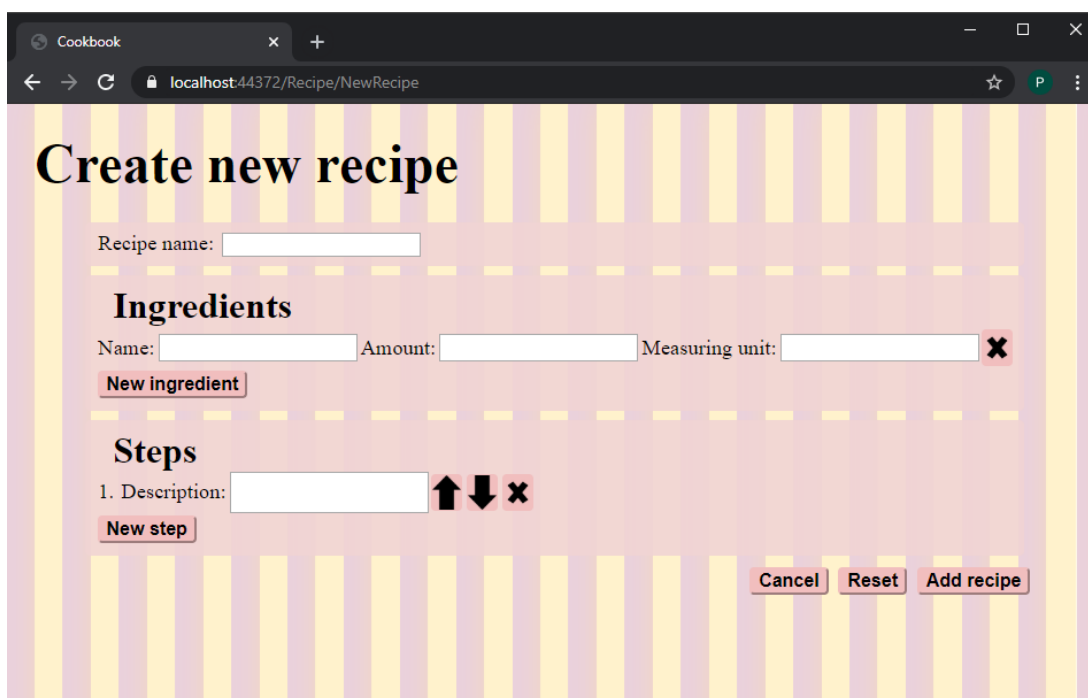 Cookbook
localhost:44372/Recipe/NewRecipe
P
Create new recipe
Recipe name:
Ingredients
Name: Amount: Measuring unit:
New ingredient
Steps
1. Description:
New step
Cancel Reset Add recipe